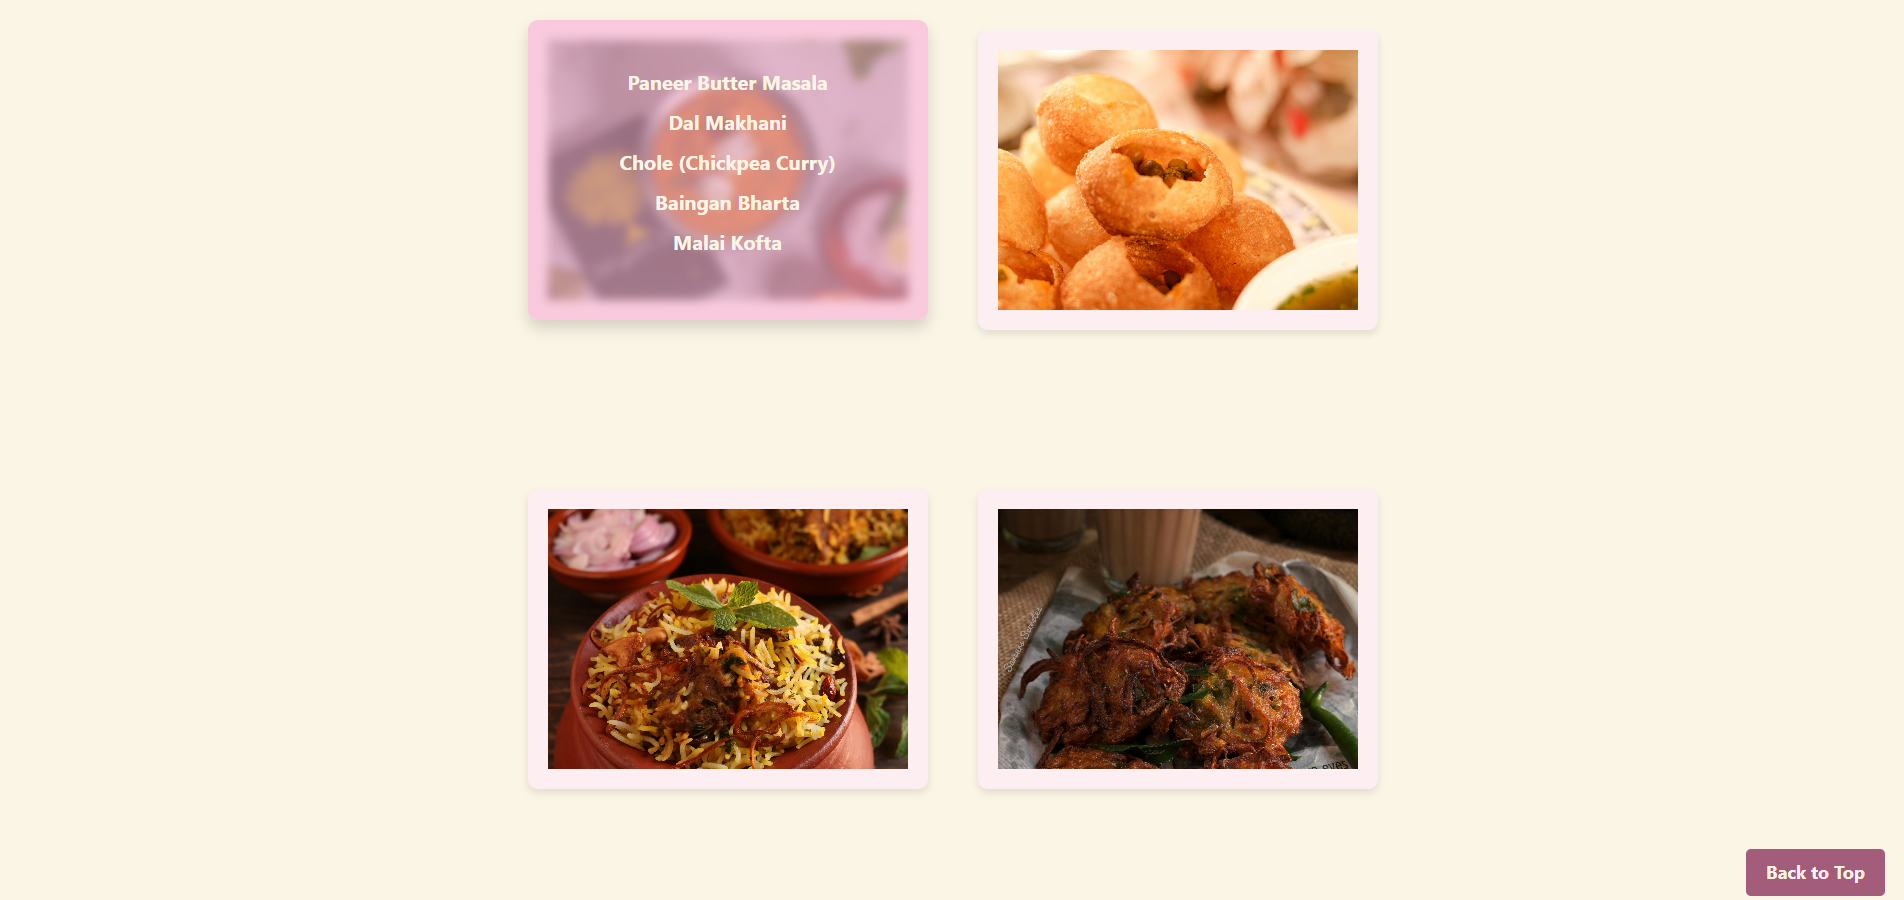 Paneer Butter Masala
Dal Makhani
Chole (Chickpea Curry)
Baingan Bharta
Malai Kofta
Back to Top